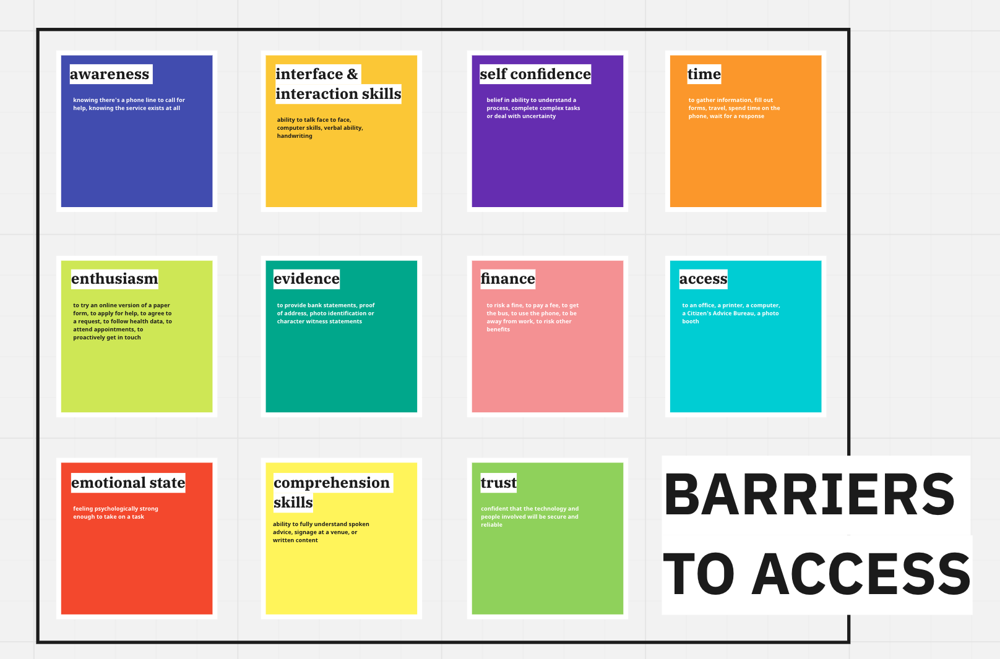 awareness
knowing there's a phone line to call for
help, knowing the service exists at all
interface &
interaction skills
ability to talk face to face,
computer skills, verbal ability,
handwriting
self confidence
belief in ability to understand a
process, complete complex tasks
or deal with uncertainty
time
to gather information, fill out
forms, travel, spend time on the
phone, wait for a response
enthusiasm
to try an online version of a paper
form, to apply for help, to agree to
a request, to follow health data, to
attend appointments, to
proactively get in touch
evidence
to provide bank statements, proof
of address, photo identification or
character witness statements
finance
to risk a fine, to pay a fee, to get
the bus, to use the phone, to be
away from work, to risk other
benefits
access
to an office, a printer, a computer,
a Citizen's Advice Bureau, a photo
booth
emotional state
feeling psychologically strong
enough to take on a task
comprehension
skills
ability to fully understand spoken
advice, signage at a venue, or
written content
trust
confident that the technology and
people involved will be secure and
reliable
BARRIERS
TO ACCESS